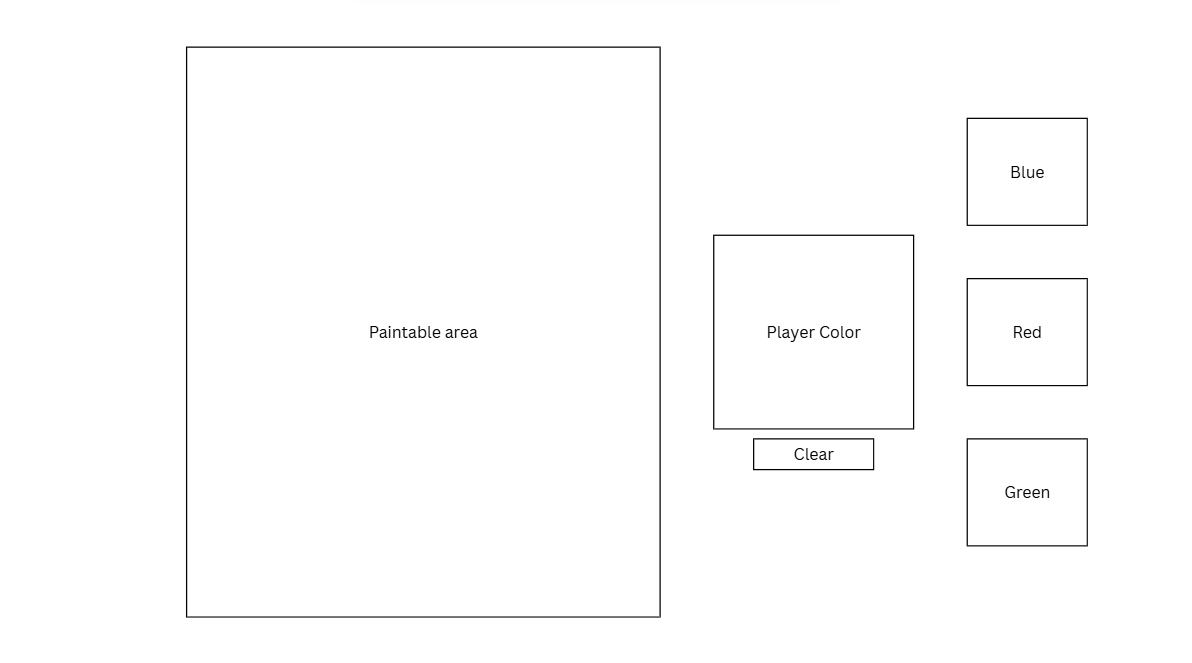 Blue
Paintable area
Player Color
Red
Clear
Green